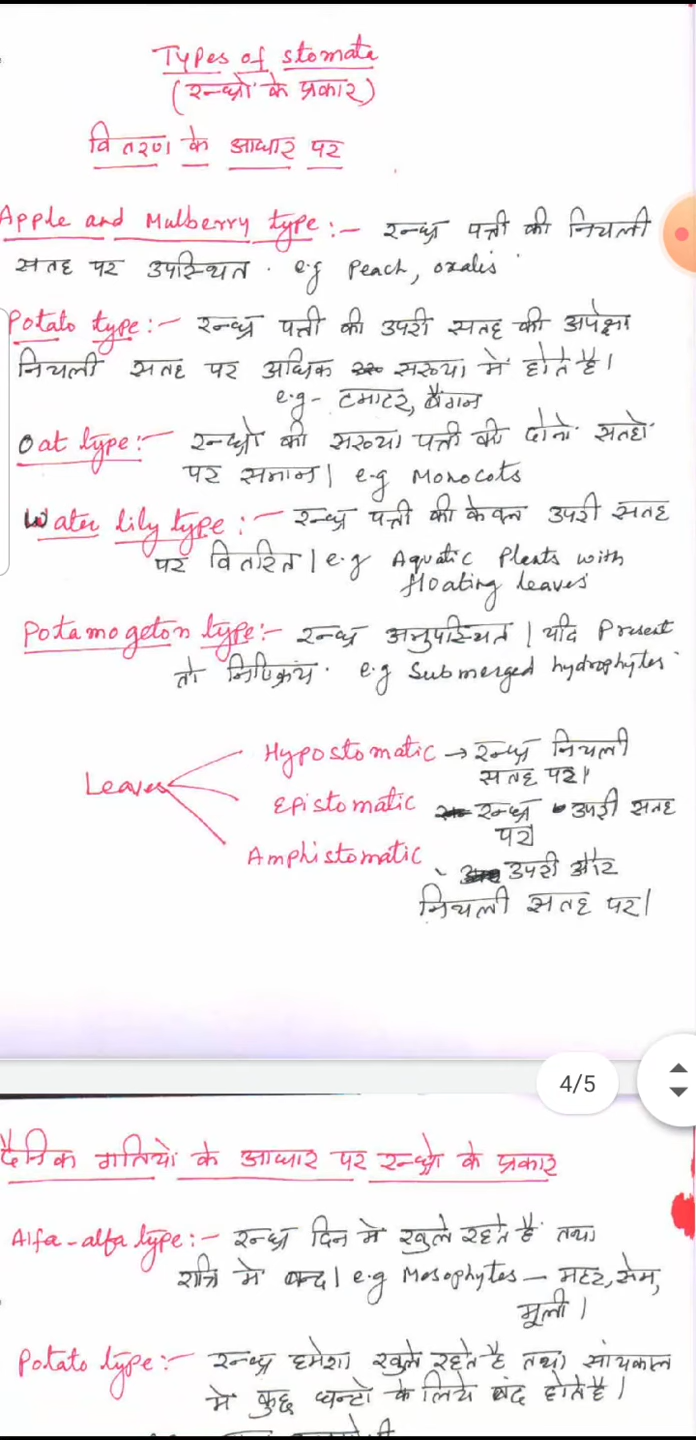 Types of stomata
(रन्ध्रों के प्रकार)
वितरण के आधार पर
Apple and Mulberry type :- रन्ध्र पत्ती की निचली
सतह पर उपस्थित . e.g Peach, oxalis
Potato type :- रन्ध्र पत्ती की उपरी सतह की अपेक्षा
निचली सतह पर अधिक सख्या में होते है।
e.g- टमाटर, बैंगन
Oat type :- रन्ध्रो की सख्या पत्ती की दोनो सतहो
पर समान। e.g Monocots
Water lily type :- रन्ध्र पत्ती की केवल उपरी सतह
पर वितरित। e.g Aquatic Plants with
floating leaves
Potamogeton type :- रन्ध्र अनुपस्थित। यदि Present
तो निष्क्रिय. e.g Submerged hydrophytes
Hypostomatic → रन्ध्र निचली
सतह पर।
Leaves
Epistomatic रन्ध्र उपरी सतह
पर।
Amphistomatic
उपरी और
निचली सतह पर।
4/5
दैनिक गतियो के आधार पर रन्ध्रो के प्रकार
Alfa-alfa type :- रन्ध्र दिन मे खुले रहते है तथा
रात्रि मे बन्द। e.g Mesophytes - मटर, सेम,
मूली।
Potato type :- रन्ध्र हमेशा खुले रहते है तथा सांयकाल
मे कुछ घन्टो के लिये बंद होते है।